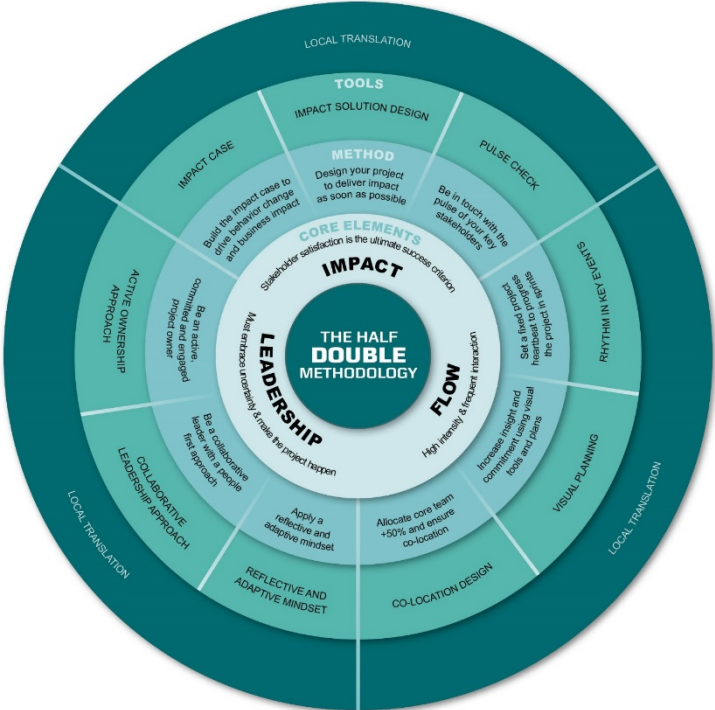 LOCAL TRANSLATION
TOOLS
IMPACT CASE
IMPACT SOLUTION DESIGN
PULSE CHECK
METHOD
Build the impact case to
drive behavior change
and business impact
Design your project
to deliver impact
as soon as possible
Be in touch with the
pulse of your key
stakeholders
CORE ELEMENTS
Stakeholder satisfaction is the ultimate success criterion
IMPACT
THE HALF
DOUBLE
METHODOLOGY
FLOW
High intensity & frequent interaction
Set a fixed project
heartbeat to progress
the project in sprints
RHYTHM IN KEY EVENTS
Increase insight and
commitment using visual
tools and plans
VISUAL PLANNING
Allocate core team
+50% and ensure
co-location
CO-LOCATION DESIGN
LOCAL TRANSLATION
LEADERSHIP
Must embrace uncertainty & make the project happen
Be an active,
committed and engaged
project owner
ACTIVE OWNERSHIP
APPROACH
Be a collaborative
leader with a people
first approach
COLLABORATIVE
LEADERSHIP APPROACH
Apply a
reflective and
adaptive mindset
REFLECTIVE AND
ADAPTIVE MINDSET
LOCAL TRANSLATION